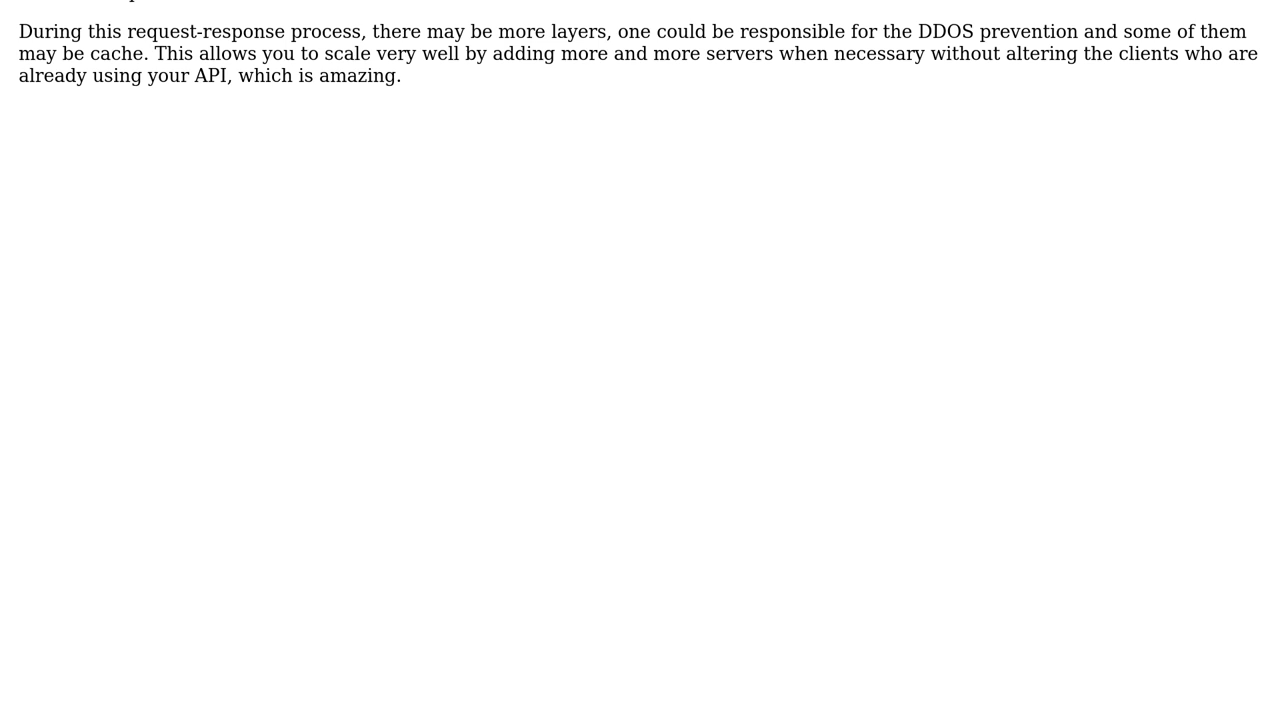 During this request-response process, there may be more layers, one could be responsible for the DDOS prevention and some of them
may be cache. This allows you to scale very well by adding more and more servers when necessary without altering the clients who are
already using your API, which is amazing.